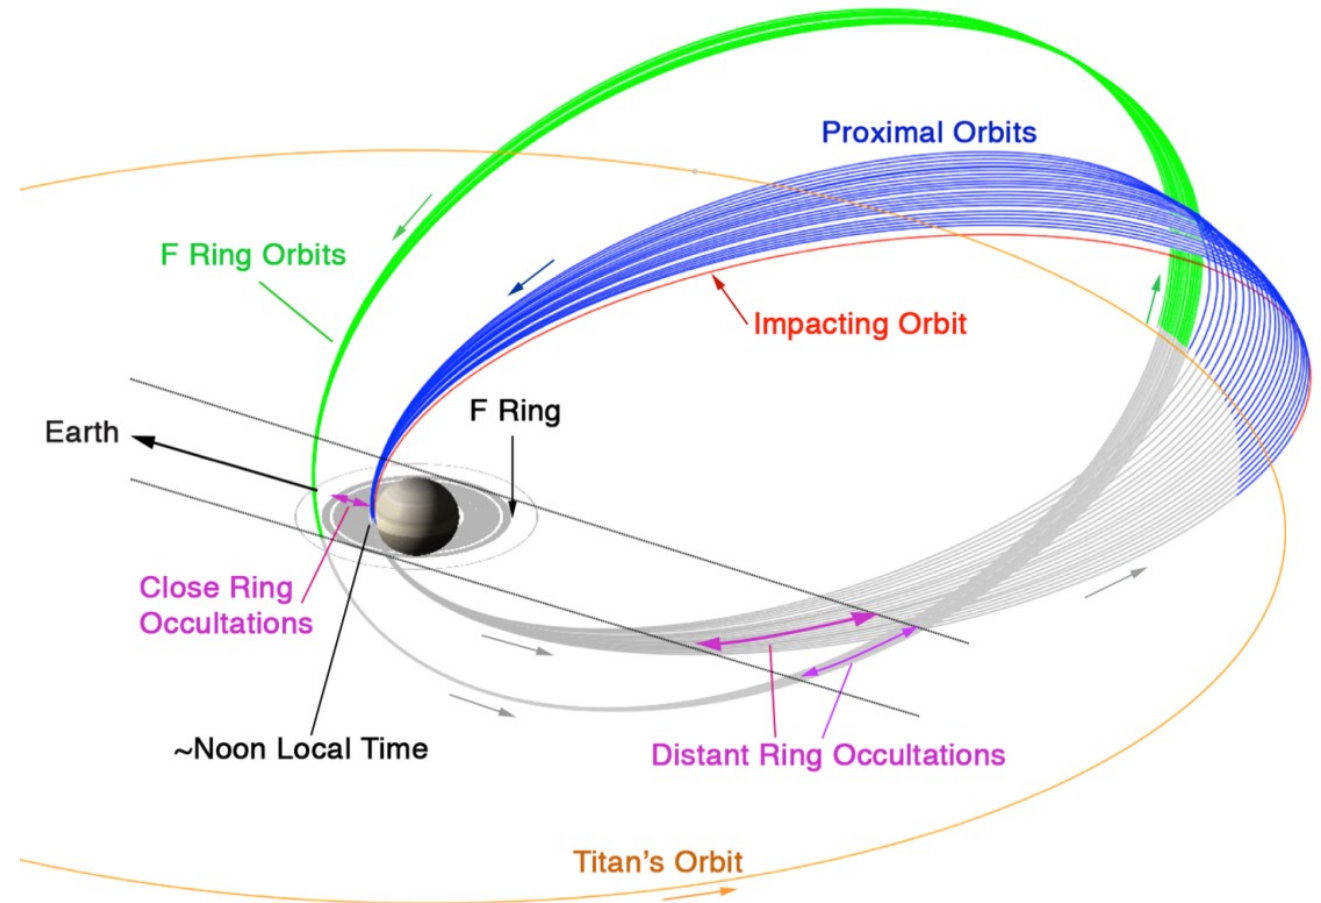 Proximal Orbits
F Ring Orbits
Impacting Orbit
F Ring
Earth
Close Ring
Occultations
~Noon Local Time
Distant Ring Occultations
Titan's Orbit